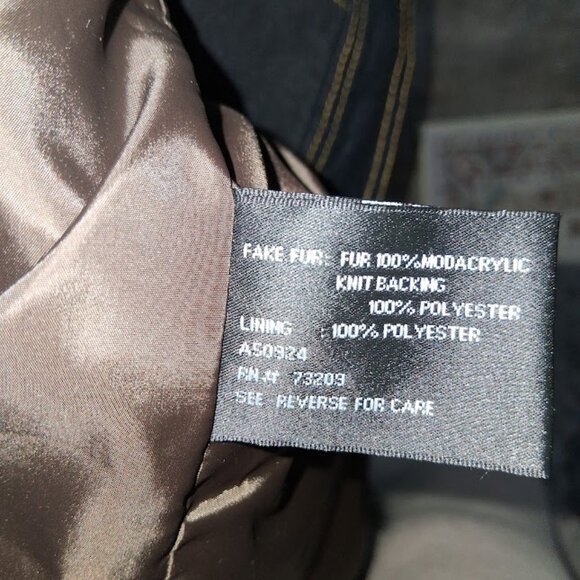 FAKE FUR: FUR 100% MODACRYLIC
KNIT BACKING
100% POLYESTER
LINING : 100% POLYESTER
A50924
RN# 73209
SEE REVERSE FOR CARE